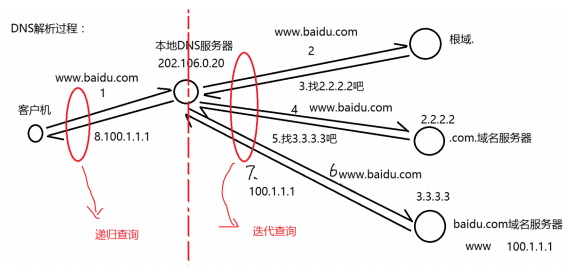 DNS解析过程：
本地DNS服务器
202.106.0.20
www.baidu.com
1
客户机
8.100.1.1.1
www.baidu.com
2
根域.
3.找2.2.2.2吧
4
www.baidu.com
2.2.2.2
5.找3.3.3.3吧
.com.域名服务器
7.
100.1.1.1
6.
www.baidu.com
3.3.3.3
baidu.com域名服务器
www 100.1.1.1
递归查询
迭代查询